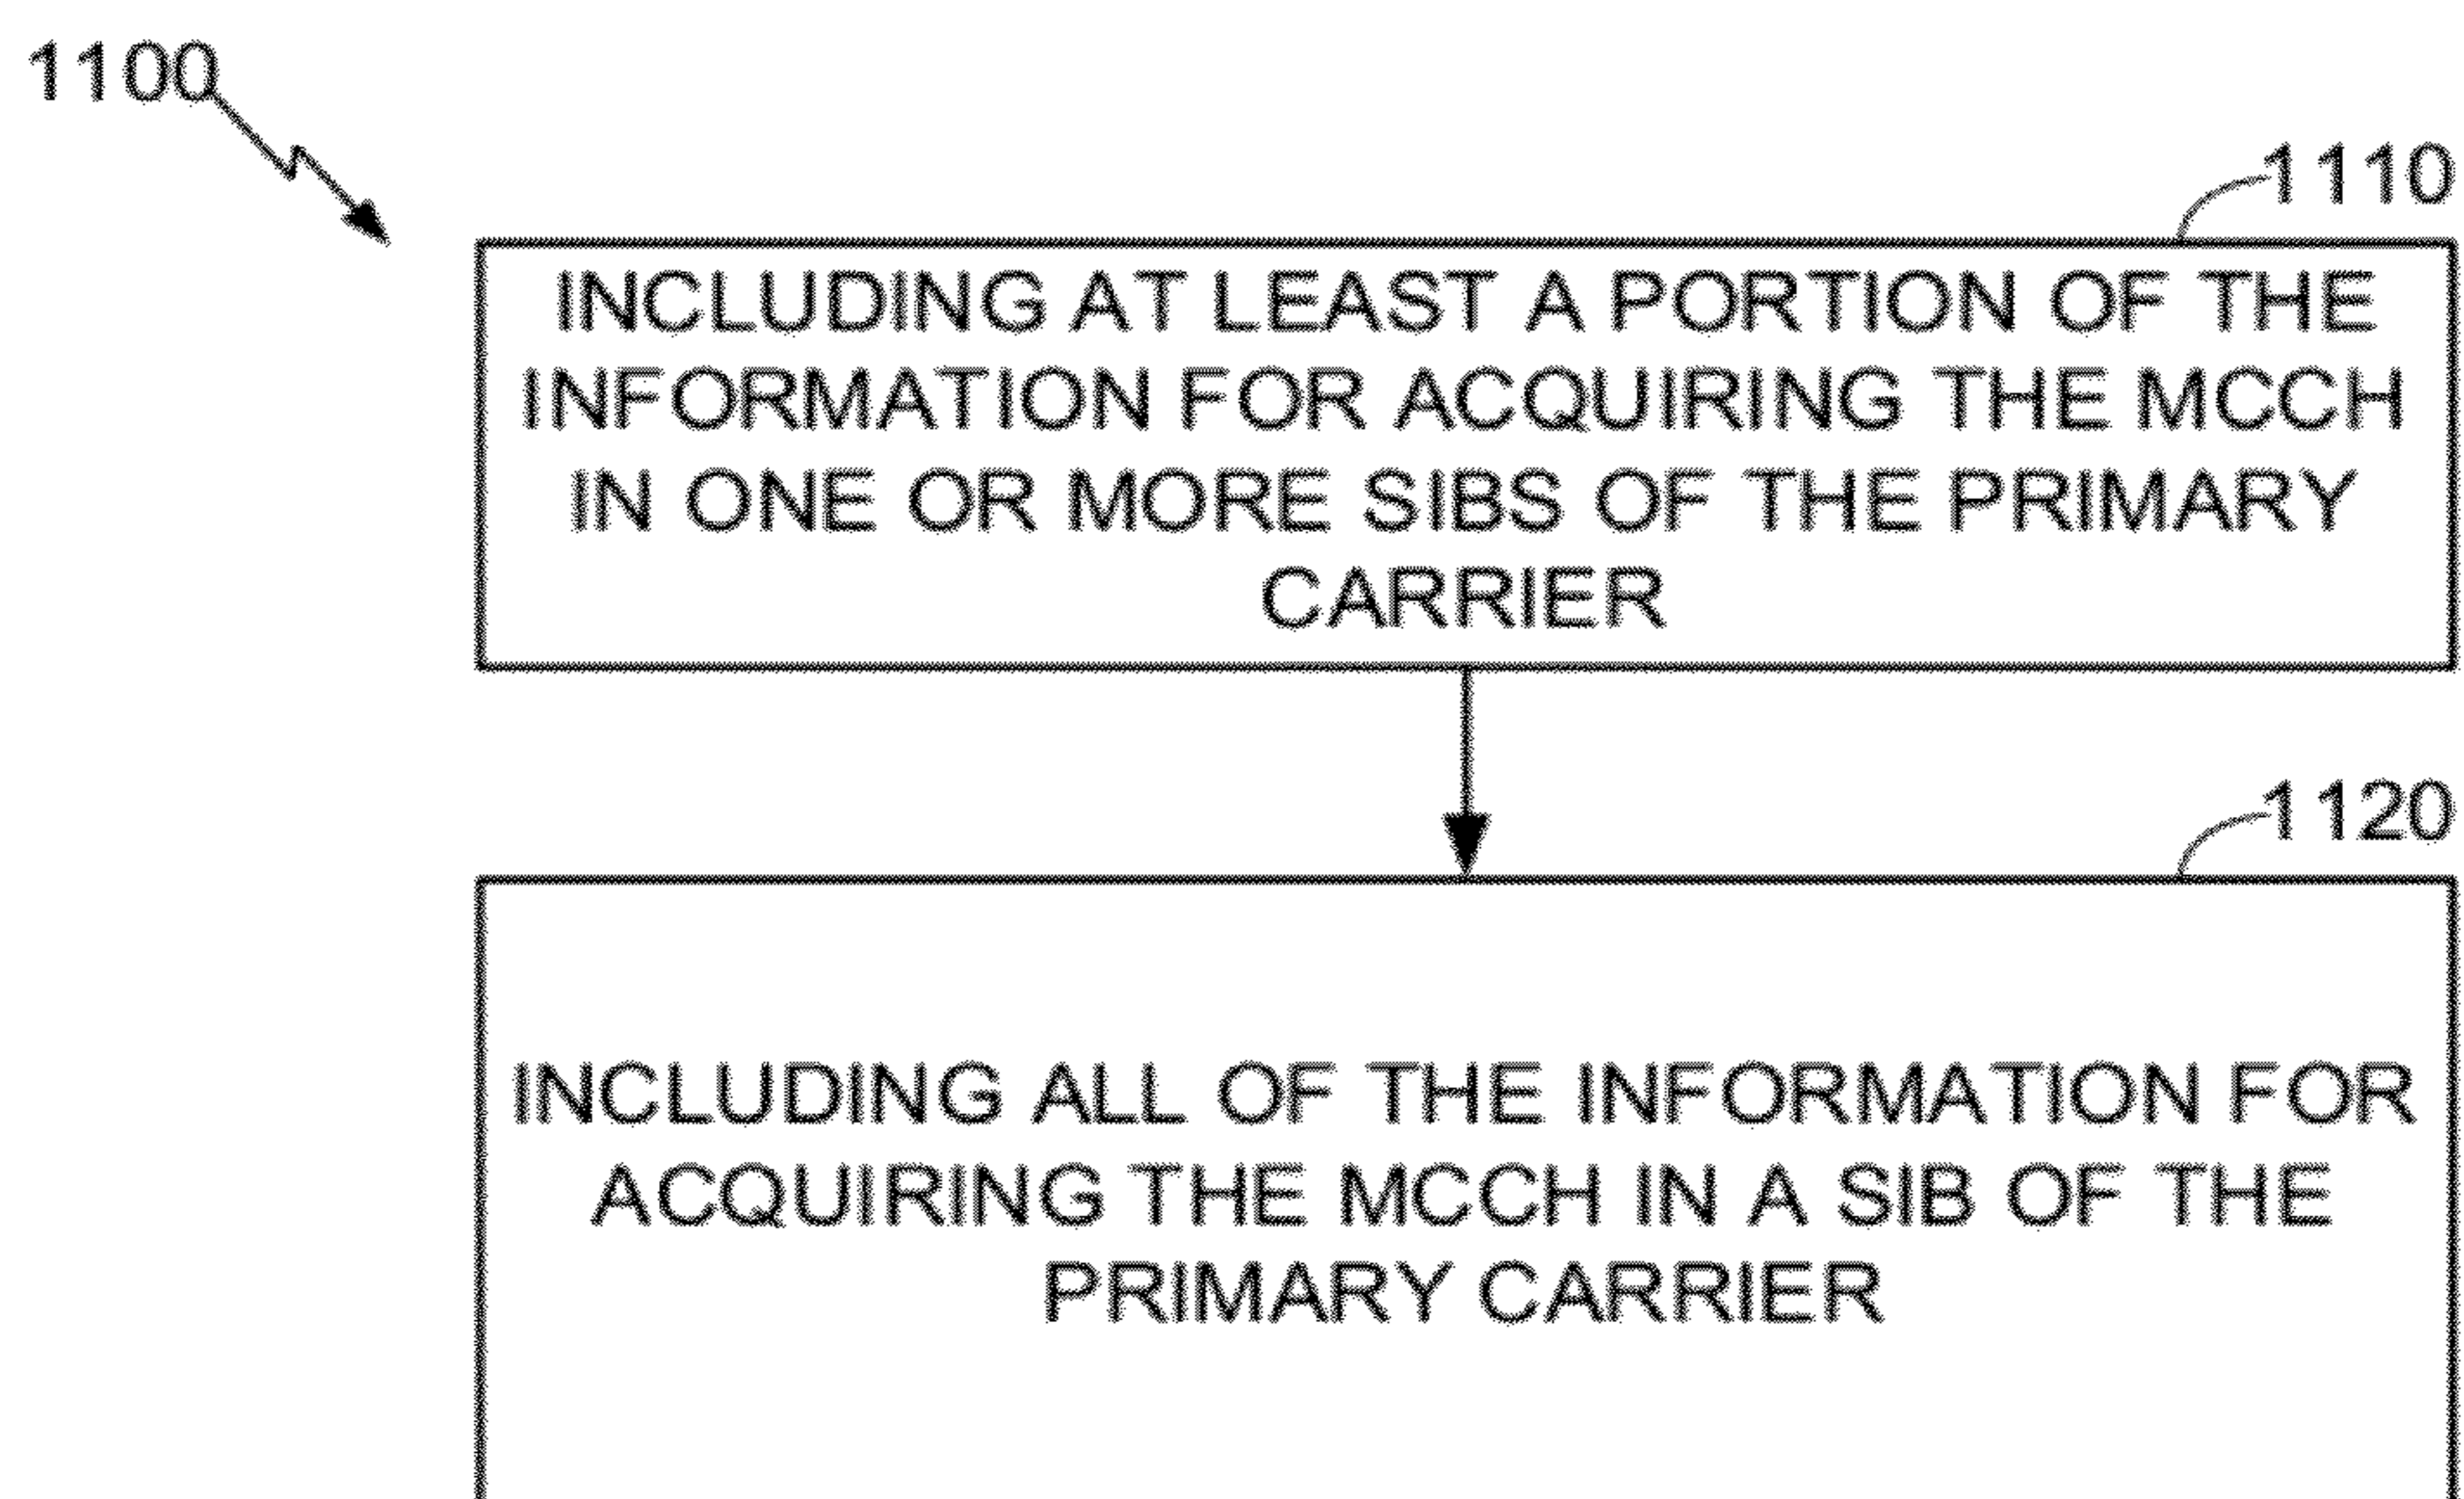 1100
1110
INCLUDING AT LEAST A PORTION OF THE
INFORMATION FOR ACQUIRING THE MCCH
IN ONE OR MORE SIBS OF THE PRIMARY
CARRIER
1120
INCLUDING ALL OF THE INFORMATION FOR
ACQUIRING THE MCCH IN A SIB OF THE
PRIMARY CARRIER